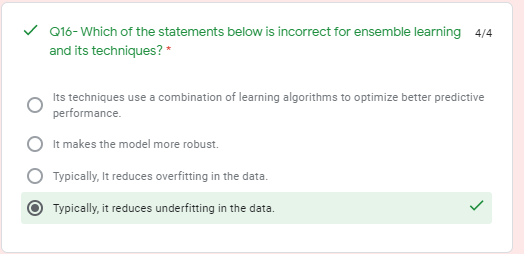 Q16- Which of the statements below is incorrect for ensemble learning 4/4
and its techniques? *
Its techniques use a combination of learning algorithms to optimize better predictive
performance.
It makes the model more robust.
Typically, It reduces overfitting in the data.
Typically, it reduces underfitting in the data.